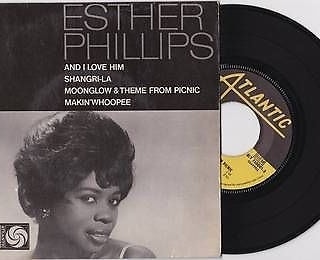 ESTHER
PHILLIPS
AND I LOVE HIM
SHANGRI-LA
MOONGLOW & THEME FROM PICNIC
MAKIN' WHOOPEE
ATLANTIC